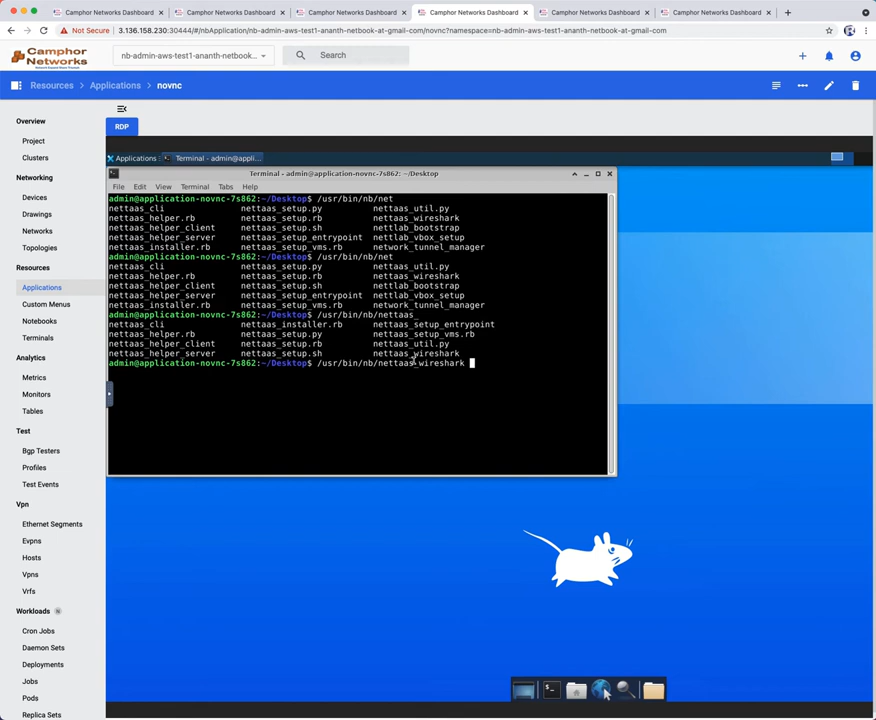 Camphor Networks Dashboard
Camphor Networks Dashboard
Camphor Networks Dashboard
Camphor Networks Dashboard
Camphor Networks Dashboard
Camphor Networks Dashboard
Not Secure 3.136.158.230:30444/#/nbApplication/nb-admin-aws-test1-ananth-netbook-at-gmail-com/novnc?namespace=nb-admin-aws-test1-ananth-netbook-at-gmail-com
Camphor
Networks
nb-admin-aws-test1-ananth-netbook...
Search
Resources
Applications
novnc
RDP
Overview
Project
Clusters
Networking
Devices
Drawings
Networks
Topologies
Resources
Applications
Custom Menus
Notebooks
Terminals
Analytics
Metrics
Monitors
Tables
Test
Bgp Testers
Profiles
Test Events
Vpn
Ethernet Segments
Evpns
Hosts
Vpns
Vrfs
Workloads N
Cron Jobs
Daemon Sets
Deployments
Jobs
Pods
Replica Sets
Applications Terminal - admin@appli...
Terminal - admin@application-novnc-7s862: ~/Desktop
File Edit View Terminal Tabs Help
admin@application-novnc-7s862:~/Desktop$ /usr/bin/nb/net
nettaas_cli nettaas_setup.py nettaas_util.py
nettaas_helper.rb nettaas_setup.rb nettaas_wireshark
nettaas_helper_client nettaas_setup.sh nettlab_bootstrap
nettaas_helper_server nettaas_setup_entrypoint nettlab_vbox_setup
nettaas_installer.rb nettaas_setup_vms.rb network_tunnel_manager
admin@application-novnc-7s862:~/Desktop$ /usr/bin/nb/net
nettaas_cli nettaas_setup.py nettaas_util.py
nettaas_helper.rb nettaas_setup.rb nettaas_wireshark
nettaas_helper_client nettaas_setup.sh nettlab_bootstrap
nettaas_helper_server nettaas_setup_entrypoint nettlab_vbox_setup
nettaas_installer.rb nettaas_setup_vms.rb network_tunnel_manager
admin@application-novnc-7s862:~/Desktop$ /usr/bin/nb/nettaas_
nettaas_cli nettaas_installer.rb nettaas_setup_entrypoint
nettaas_helper.rb nettaas_setup.py nettaas_setup_vms.rb
nettaas_helper_client nettaas_setup.rb nettaas_util.py
nettaas_helper_server nettaas_setup.sh nettaas_wireshark
admin@application-novnc-7s862:~/Desktop$ /usr/bin/nb/nettaas_wireshark